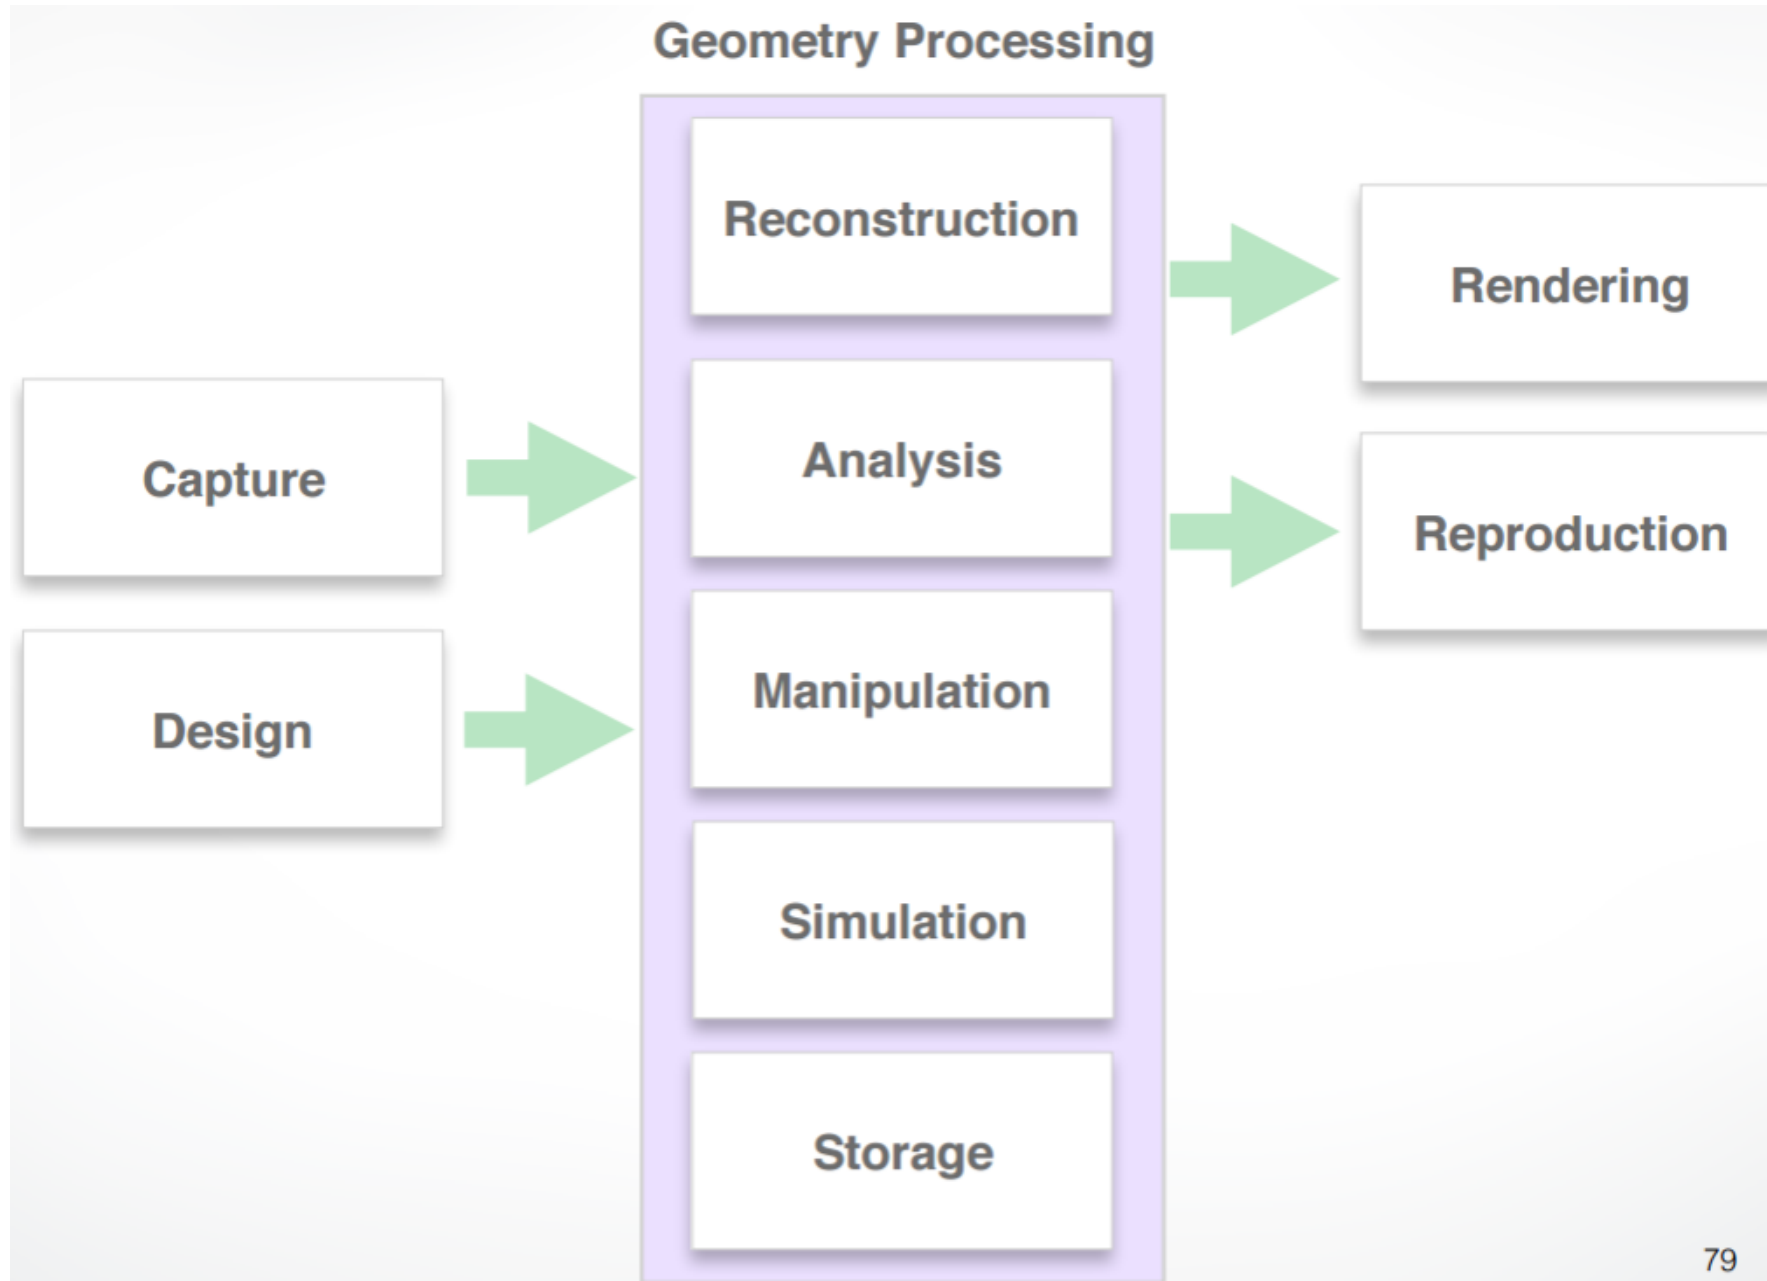 Geometry Processing
Reconstruction
Rendering
Analysis
Capture
Reproduction
Manipulation
Design
Simulation
Storage
79